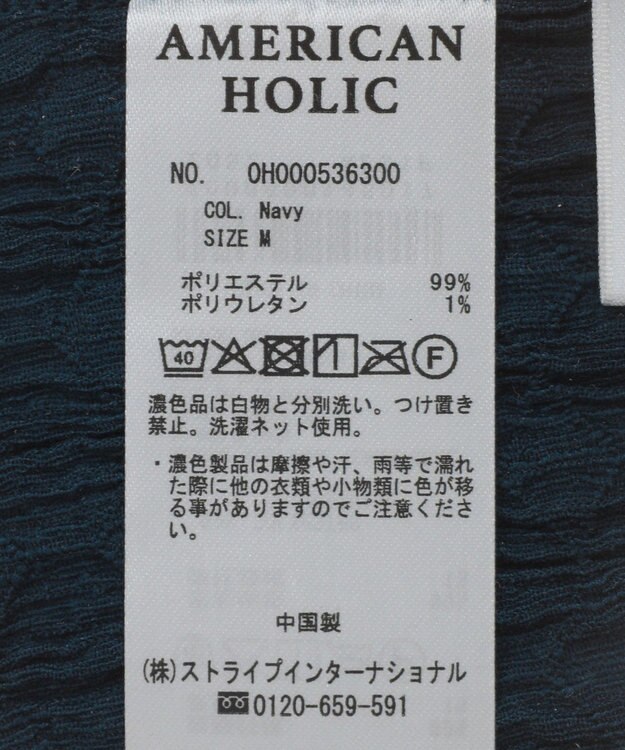 AMERICAN
HOLIC
NO. 0H000536300
COL. Navy
SIZE M
ポリエステル 99%
ポリウレタン 1%
40 F
濃色品は白物と分別洗い。つけ置き
禁止。洗濯ネット使用。
・濃色製品は摩擦や汗、雨等で濡れ
た際に他の衣類や小物類に色が移
る事がありますのでご注意くださ
い。
中国製
(株)ストライプインターナショナル
0120-659-591